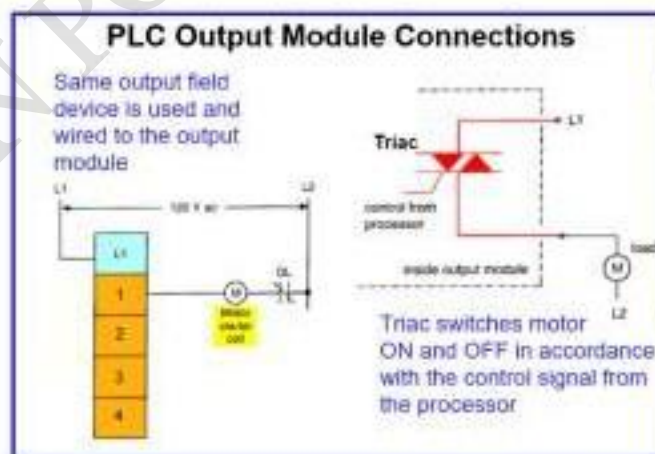 PLC Output Module Connections
Same output field
device is used and
wired to the output
module
L1
L2
120 V ac
L1
1
2
3
4
M
OL
Motor
starter
coil
Triac
L1
control from
processor
inside output module
load
M
L2
Triac switches motor
ON and OFF in accordance
with the control signal from
the processor